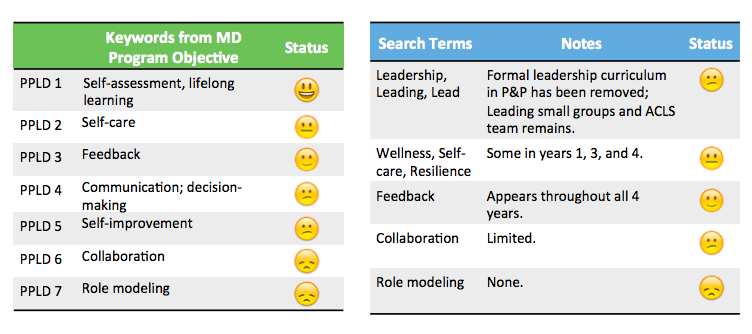 Keywords from MD
Program Objective
Status
PPLD 1
Self-assessment, lifelong
learning
PPLD 2
Self-care
PPLD 3
Feedback
PPLD 4
Communication; decision-
making
PPLD 5
Self-improvement
PPLD 6
Collaboration
PPLD 7
Role modeling
Search Terms
Notes
Status
Leadership,
Leading, Lead
Formal leadership curriculum
in P&P has been removed;
Leading small groups and ACLS
team remains.
Wellness, Self-
care, Resilience
Some in years 1, 3, and 4.
Feedback
Appears throughout all 4
years.
Collaboration
Limited.
Role modeling
None.